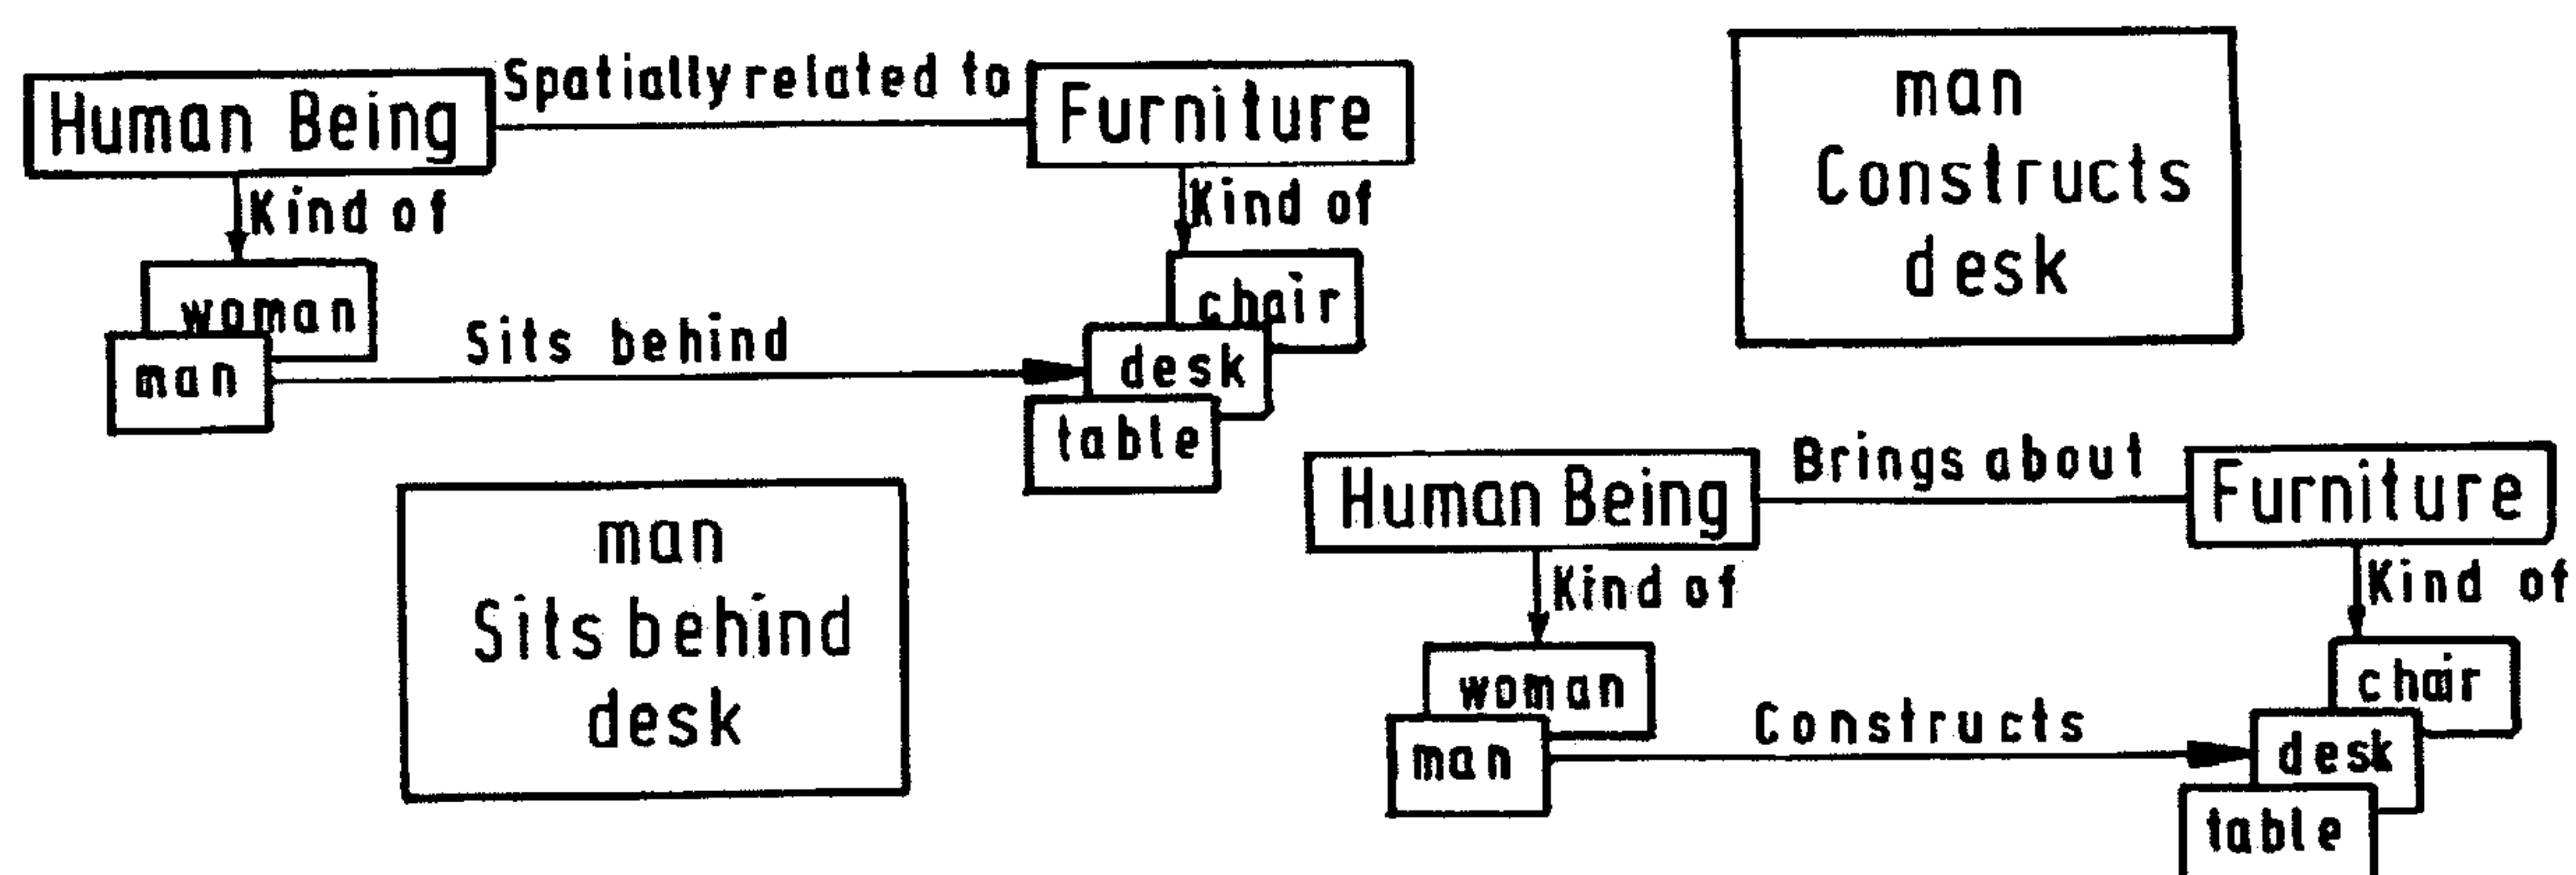 Human Being
Spatially related to
Furniture
Kind of
Kind of
woman
chair
man
Sits behind
desk
table
man
Sits behind
desk
man
Constructs
desk
Human Being
Brings about
Furniture
Kind of
Kind of
woman
chair
man
Constructs
desk
table